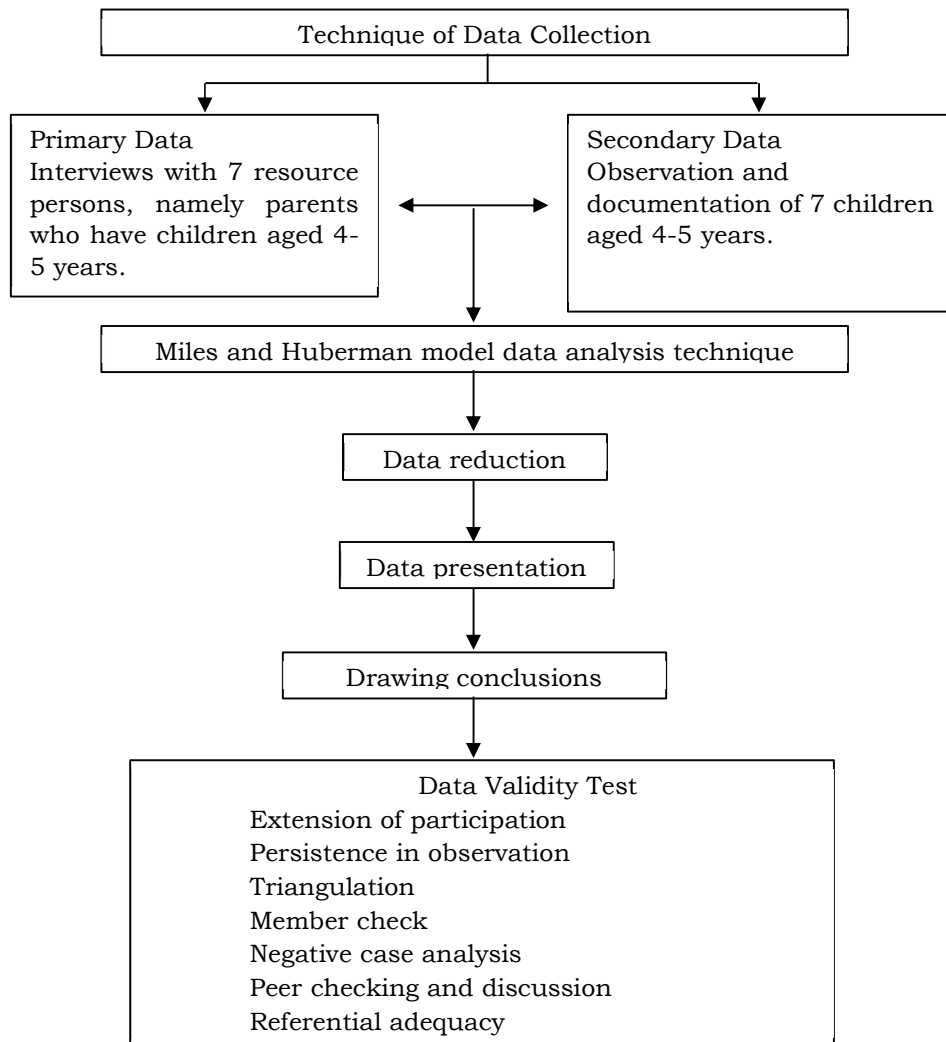 Technique of Data Collection
Primary Data
Interviews with 7 resource
persons, namely parents
who have children aged 4-
5 years.
Secondary Data
Observation and
documentation of 7 children
aged 4-5 years.
Miles and Huberman model data analysis technique
Data reduction
Data presentation
Drawing conclusions
Data Validity Test
Extension of participation
Persistence in observation
Triangulation
Member check
Negative case analysis
Peer checking and discussion
Referential adequacy